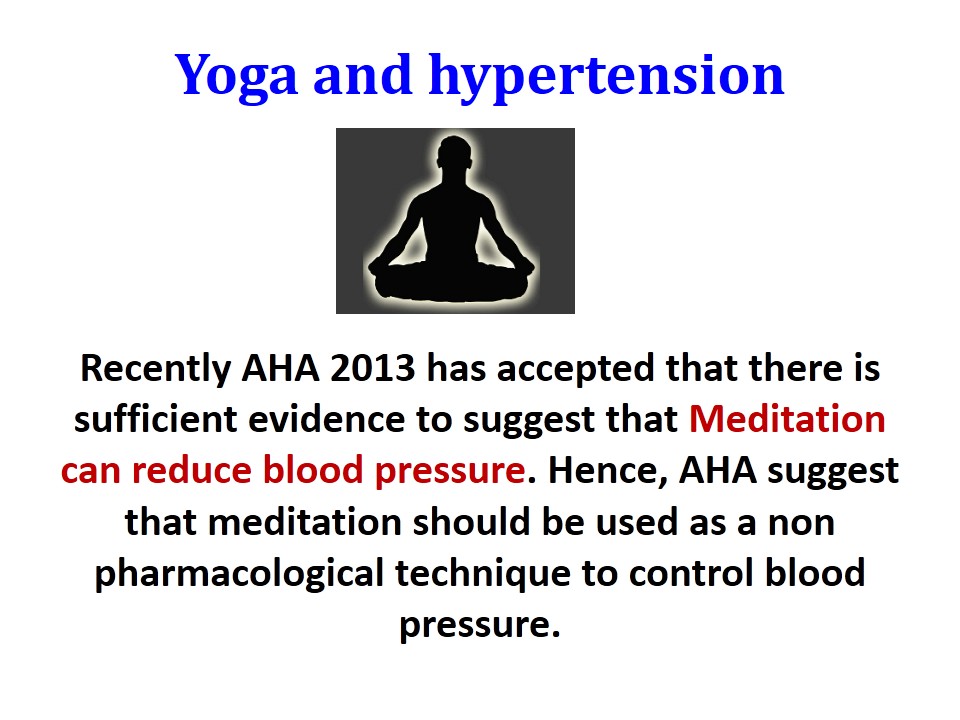 Yoga and hypertension
Recently AHA 2013 has accepted that there is
sufficient evidence to suggest that Meditation
can reduce blood pressure. Hence, AHA suggest
that meditation should be used as a non
pharmacological technique to control blood
pressure.